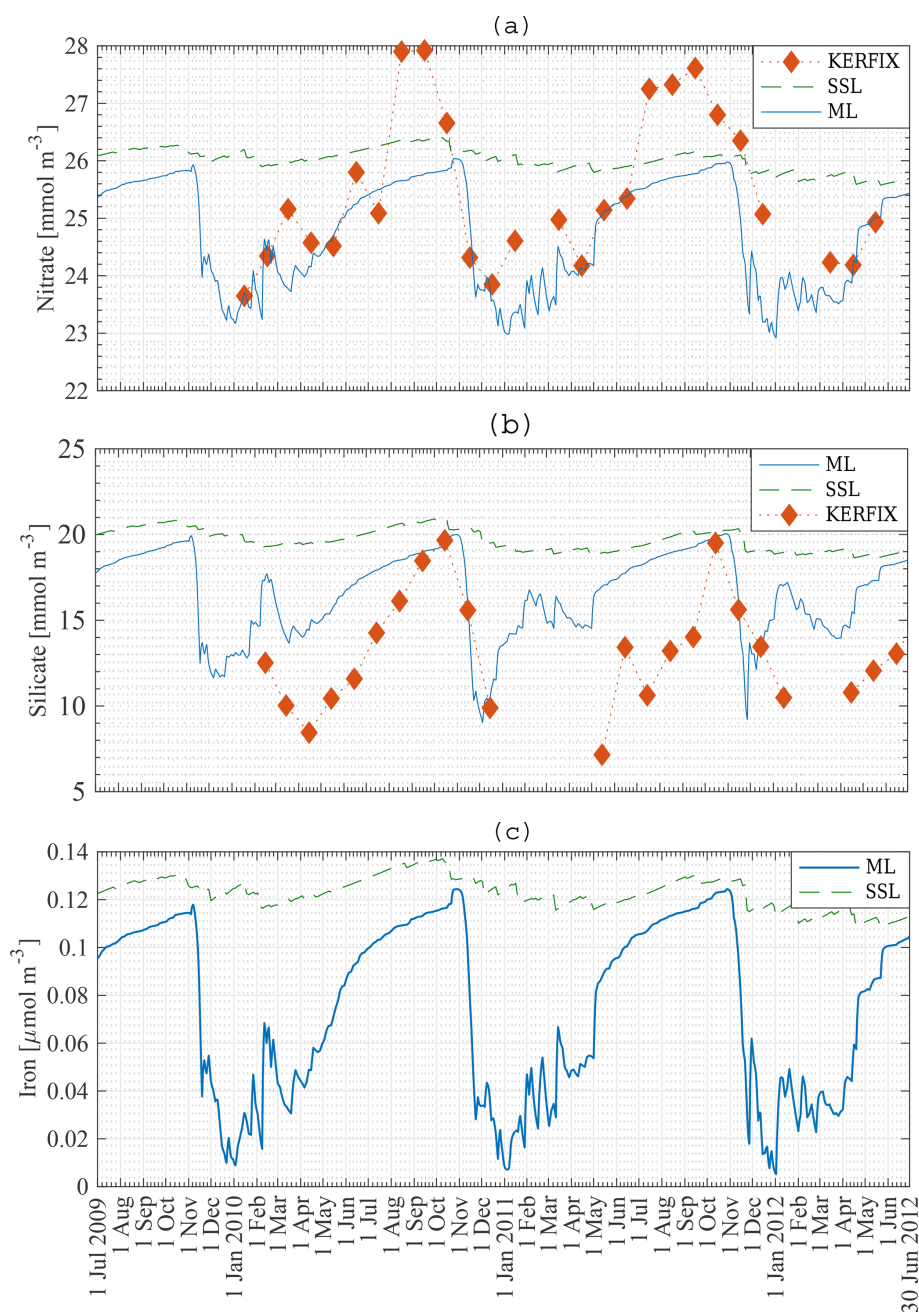 (a)
Nitrate [mmol m⁻³]
28
27
26
25
24
23
22
KERFIX
SSL
ML
(b)
Silicate [mmol m⁻³]
25
20
15
10
5
ML
SSL
KERFIX
(c)
Iron [μmol m⁻³]
0.14
0.12
0.1
0.08
0.06
0.04
0.02
0
ML
SSL
1 Jul 2009
1 Aug
1 Sep
1 Oct
1 Nov
1 Dec
1 Jan 2010
1 Feb
1 Mar
1 Apr
1 May
1 Jun
1 Jul
1 Aug
1 Sep
1 Oct
1 Nov
1 Dec
1 Jan 2011
1 Feb
1 Mar
1 Apr
1 May
1 Jun
1 Jul
1 Aug
1 Sep
1 Oct
1 Nov
1 Dec
1 Jan 2012
1 Feb
1 Mar
1 Apr
1 May
1 Jun
30 Jun 2012